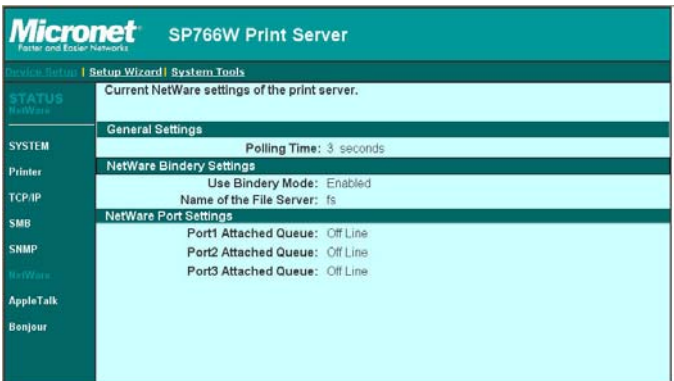 Micronet
Faster and Easier Networks
SP766W Print Server
Device Setup | Setup Wizard | System Tools
STATUS
NetWare
SYSTEM
Printer
TCP/IP
SMB
SNMP
NetWare
AppleTalk
Bonjour
Current NetWare settings of the print server.
General Settings
Polling Time: 3 seconds
NetWare Bindery Settings
Use Bindery Mode: Enabled
Name of the File Server: fs
NetWare Port Settings
Port1 Attached Queue: Off Line
Port2 Attached Queue: Off Line
Port3 Attached Queue: Off Line